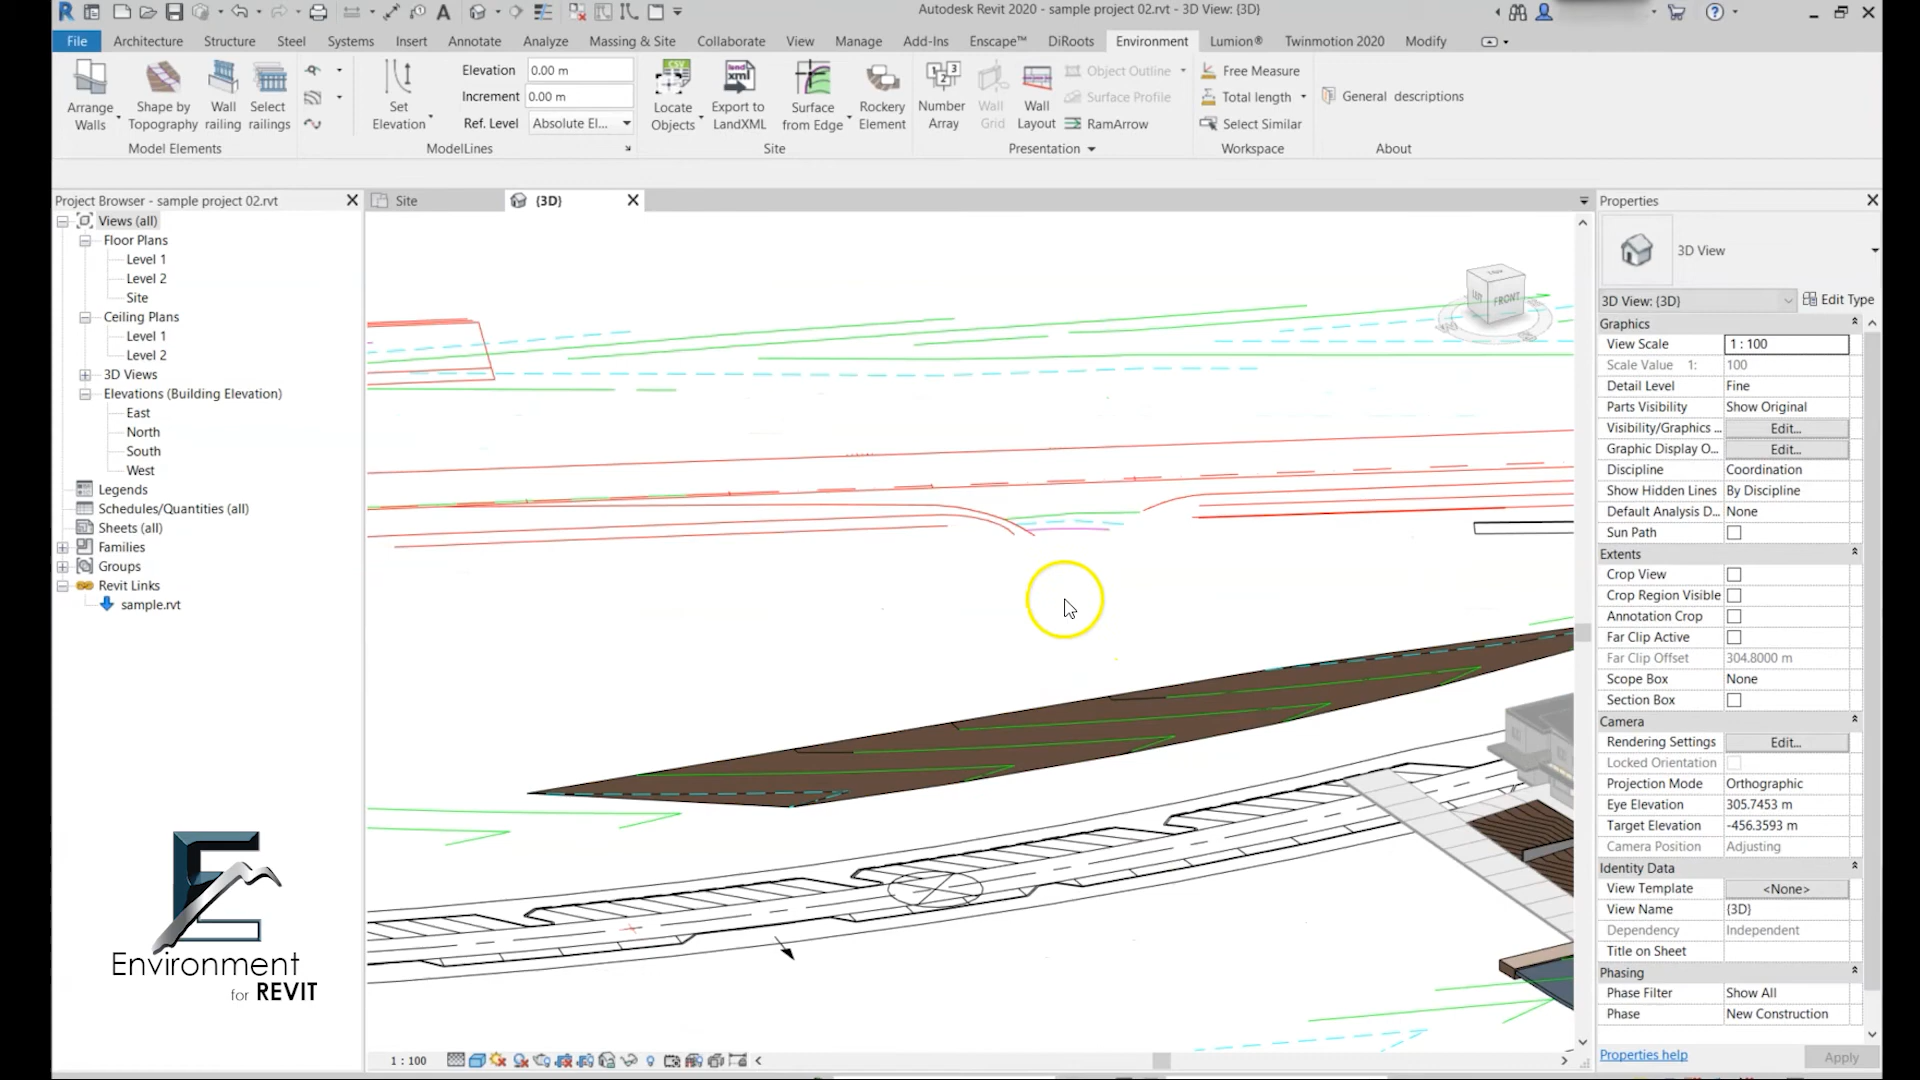 Autodesk Revit 2020 - sample project 02.rvt - 3D View: {3D}
File Architecture Structure Steel Systems Insert Annotate Analyze Massing & Site Collaborate View Manage Add-Ins Enscape™ DiRoots Environment Lumion® Twinmotion 2020 Modify
Arrange Walls
Shape by Topography
Wall railing
Select railings
Model Elements
Set Elevation
Elevation 0.00 m
Increment 0.00 m
Ref. Level Absolute El...
ModelLines
Locate Objects
Export to LandXML
Surface from Edge
Rockery Element
Site
Number Array
Wall Grid
Wall Layout
Object Outline
Surface Profile
RamArrow
Presentation
Free Measure
Total length
Select Similar
Workspace
General descriptions
About
CSV
land xml
Project Browser - sample project 02.rvt
Views (all)
Floor Plans
Level 1
Level 2
Site
Ceiling Plans
Level 1
Level 2
3D Views
Elevations (Building Elevation)
East
North
South
West
Legends
Schedules/Quantities (all)
Sheets (all)
Families
Groups
Revit Links
sample.rvt
Environment
for REVIT
Site
{3D}
FRONT
1 : 100
Properties
3D View
3D View: {3D} Edit Type
Graphics
View Scale 1 : 100
Scale Value 1: 100
Detail Level Fine
Parts Visibility Show Original
Visibility/Graphics ... Edit...
Graphic Display O... Edit...
Discipline Coordination
Show Hidden Lines By Discipline
Default Analysis D... None
Sun Path
Extents
Crop View
Crop Region Visible
Annotation Crop
Far Clip Active
Far Clip Offset 304.8000 m
Scope Box None
Section Box
Camera
Rendering Settings Edit...
Locked Orientation
Projection Mode Orthographic
Eye Elevation 305.7453 m
Target Elevation -456.3593 m
Camera Position Adjusting
Identity Data
View Template <None>
View Name {3D}
Dependency Independent
Title on Sheet
Phasing
Phase Filter Show All
Phase New Construction
Properties help Apply